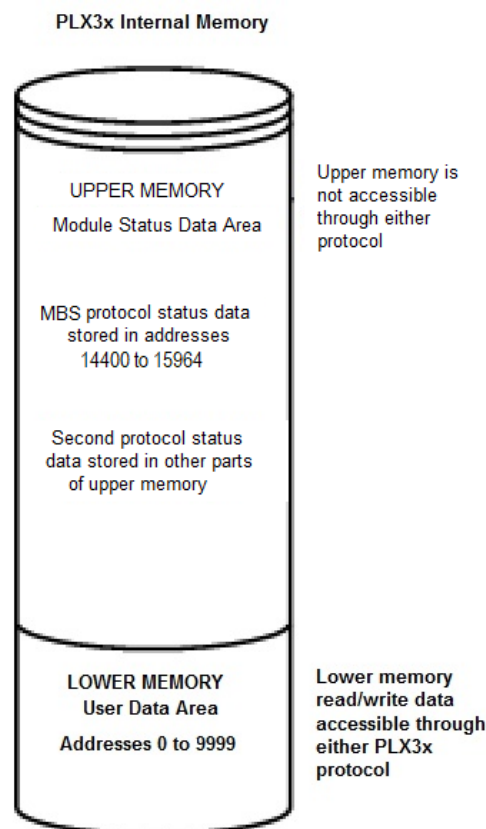 PLX3x Internal Memory
UPPER MEMORY
Module Status Data Area
Upper memory is
not accessible
through either
protocol
MBS protocol status data
stored in addresses
14400 to 15964
Second protocol status
data stored in other parts
of upper memory
LOWER MEMORY
User Data Area
Addresses 0 to 9999
Lower memory
read/write data
accessible through
either PLX3x
protocol